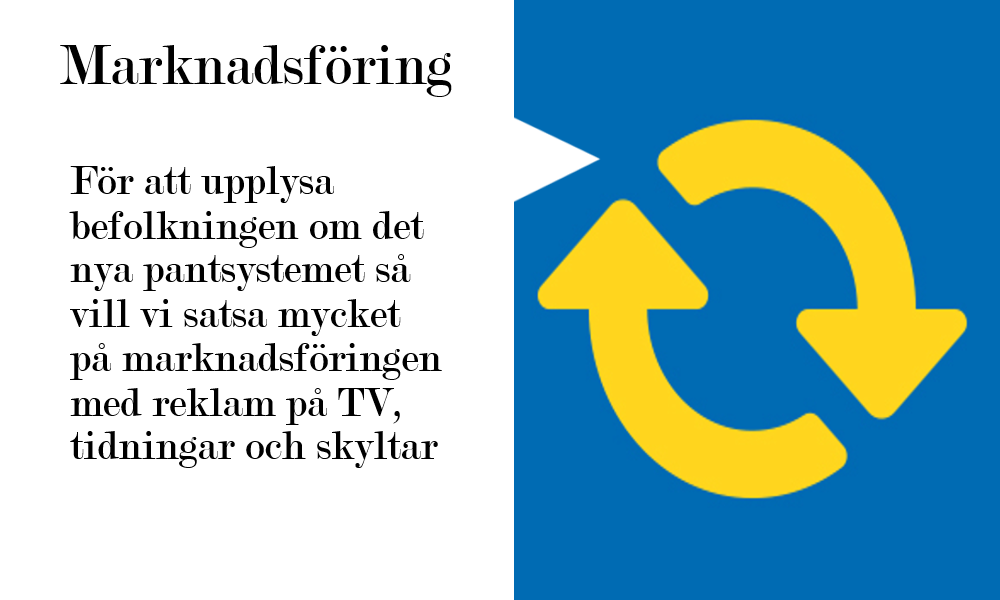 Marknadsföring
För att upplysa
befolkningen om det
nya pantsystemet så
vill vi satsa mycket
på marknadsföringen
med reklam på TV,
tidningar och skyltar